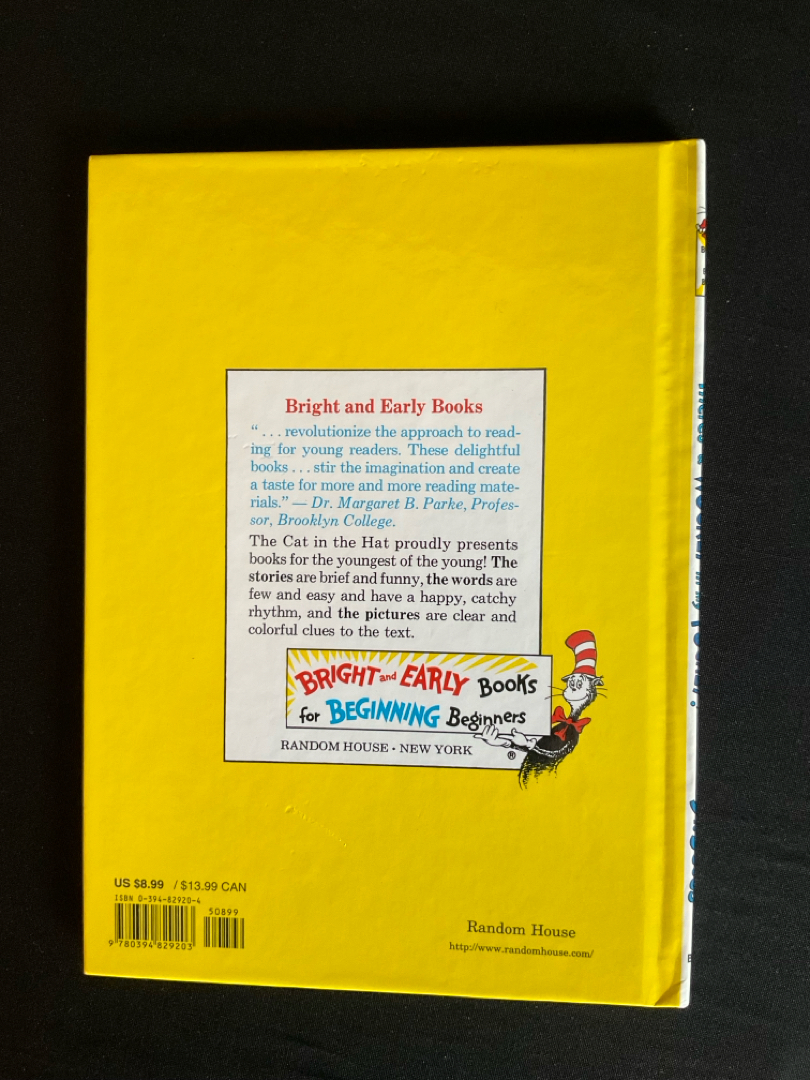 Bright and Early Books
“ . . . revolutionize the approach to read-
ing for young readers. These delightful
books . . . stir the imagination and create
a taste for more and more reading mate-
rials.” — Dr. Margaret B. Parke, Profes-
sor, Brooklyn College.
The Cat in the Hat proudly presents
books for the youngest of the young! The
stories are brief and funny, the words are
few and easy and have a happy, catchy
rhythm, and the pictures are clear and
colorful clues to the text.
BRIGHT and EARLY BOOKS
for BEGINNING Beginners
RANDOM HOUSE · NEW YORK ®
US $8.99 / $13.99 CAN
ISBN 0-394-82920-4
50899
9 780394 829203
Random House
http://www.randomhouse.com/